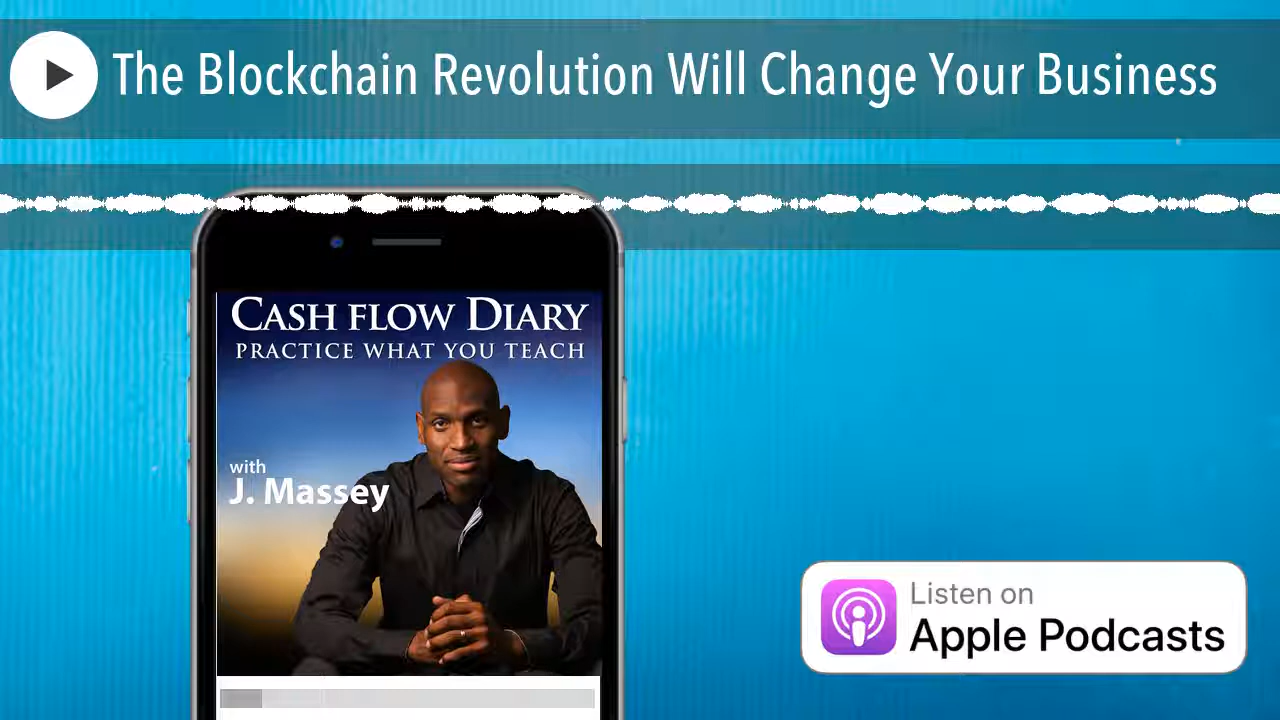 The Blockchain Revolution Will Change Your Business
CASH FLOW DIARY
PRACTICE WHAT YOU TEACH
with
J. Massey
Listen on
Apple Podcasts